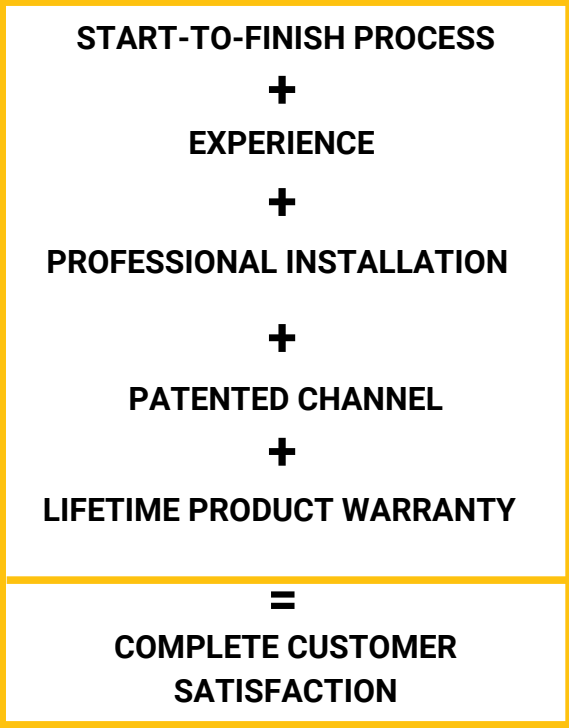 START-TO-FINISH PROCESS
+
EXPERIENCE
+
PROFESSIONAL INSTALLATION
+
PATENTED CHANNEL
+
LIFETIME PRODUCT WARRANTY
=
COMPLETE CUSTOMER
SATISFACTION